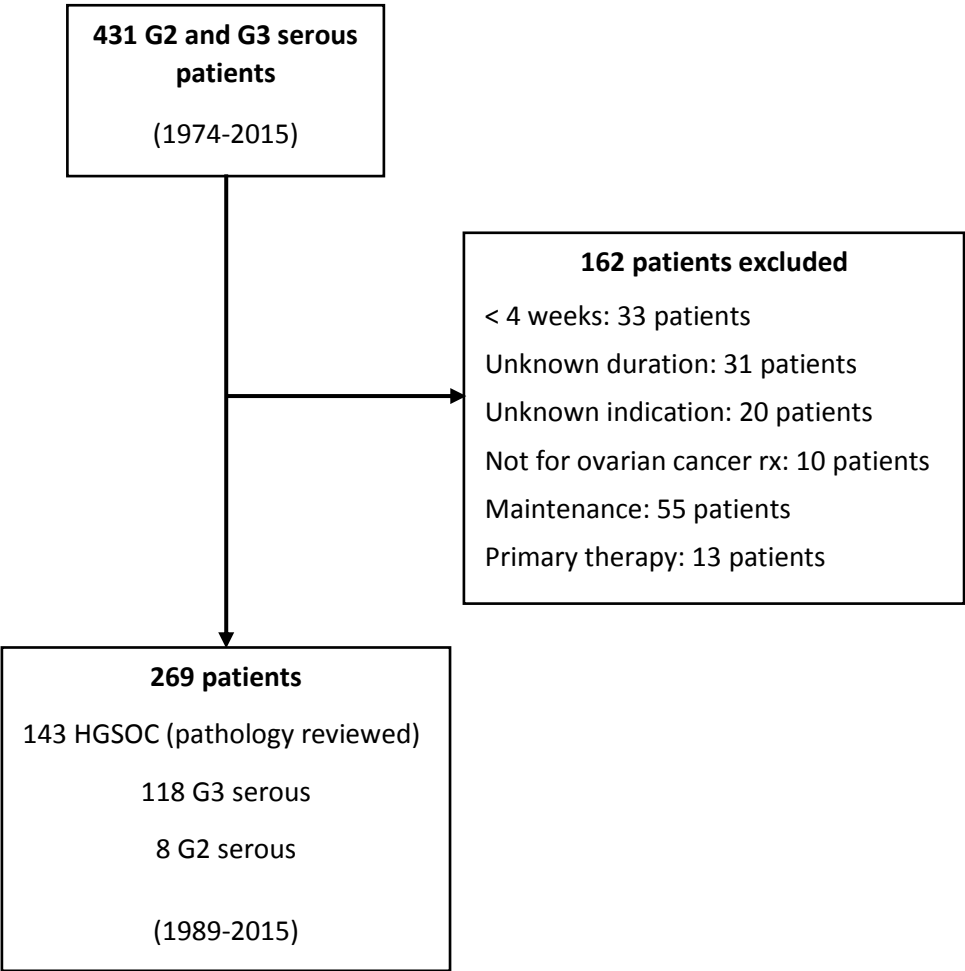 431 G2 and G3 serous
patients
(1974-2015)
162 patients excluded
< 4 weeks: 33 patients
Unknown duration: 31 patients
Unknown indication: 20 patients
Not for ovarian cancer rx: 10 patients
Maintenance: 55 patients
Primary therapy: 13 patients
269 patients
143 HGSOC (pathology reviewed)
118 G3 serous
8 G2 serous
(1989-2015)